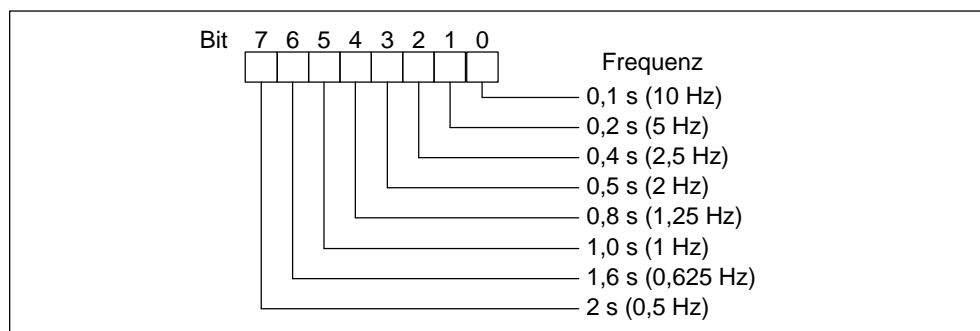 Bit 7 6 5 4 3 2 1 0
Frequenz
0,1 s (10 Hz)
0,2 s (5 Hz)
0,4 s (2,5 Hz)
0,5 s (2 Hz)
0,8 s (1,25 Hz)
1,0 s (1 Hz)
1,6 s (0,625 Hz)
2 s (0,5 Hz)